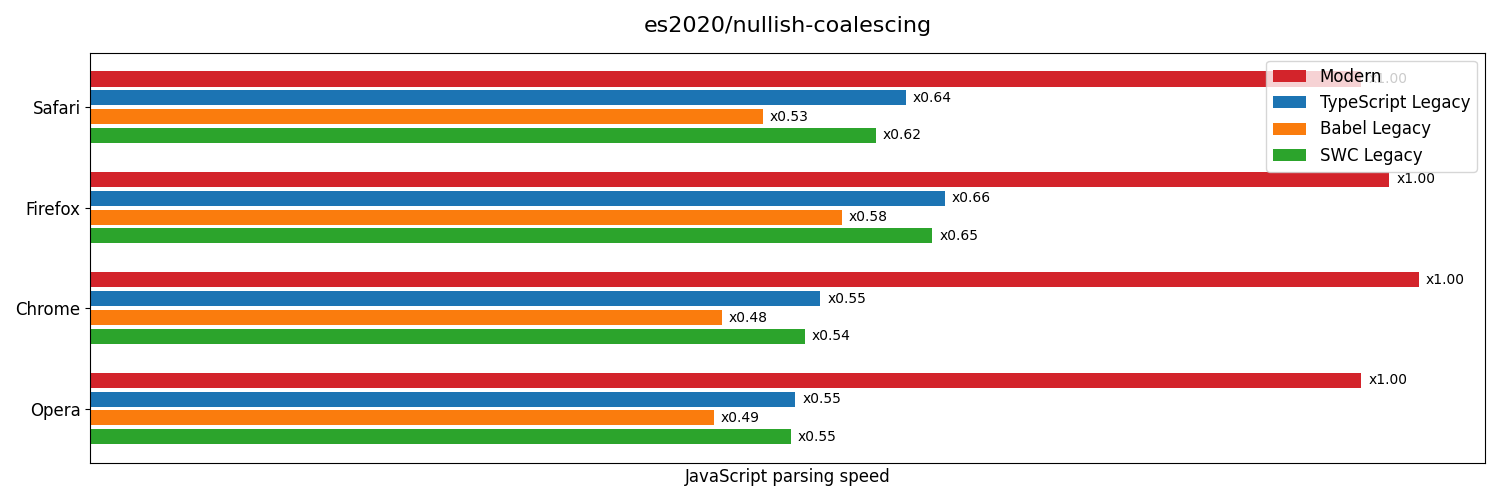 es2020/nullish-coalescing
Modern
TypeScript Legacy
Babel Legacy
SWC Legacy
Safari
x1.00
x0.64
x0.53
x0.62
Firefox
x1.00
x0.66
x0.58
x0.65
Chrome
x1.00
x0.55
x0.48
x0.54
Opera
x1.00
x0.55
x0.49
x0.55
JavaScript parsing speed